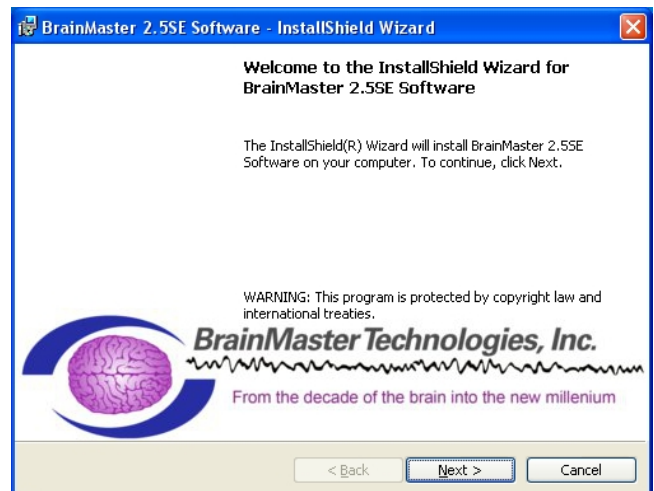 BrainMaster 2.5SE Software - InstallShield Wizard
Welcome to the InstallShield Wizard for
BrainMaster 2.5SE Software
The InstallShield(R) Wizard will install BrainMaster 2.5SE
Software on your computer. To continue, click Next.
WARNING: This program is protected by copyright law and
international treaties.
BrainMaster Technologies, Inc.
From the decade of the brain into the new millenium
< Back Next > Cancel